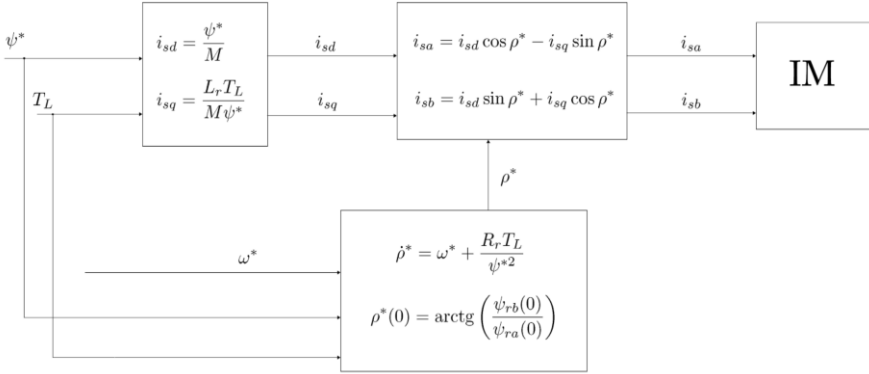 ψ*
T_L
i_sd = ψ*/M
i_sq = L_r T_L / Mψ*
i_sd
i_sq
i_sa = i_sd cos ρ* − i_sq sin ρ*
i_sb = i_sd sin ρ* + i_sq cos ρ*
i_sa
i_sb
IM
ρ*
ω*
ρ̇* = ω* + R_r T_L / ψ*²
ρ*(0) = arctg (ψ_rb(0) / ψ_ra(0))